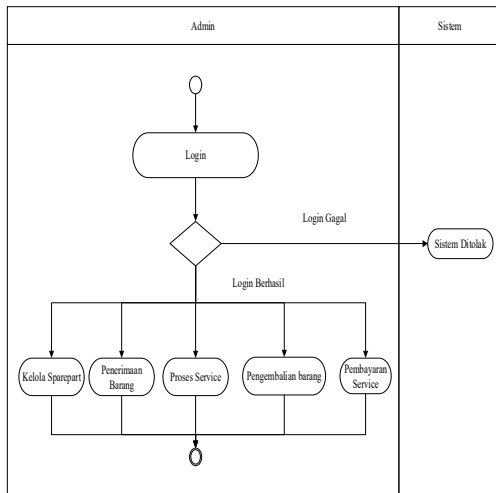 Admin
Sistem
Login
Login Gagal
Sistem Ditolak
Login Berhasil
Kelola Sparepart
Penerimaan
Barang
Proses Service
Pengembalian barang
Pembayaran
Service